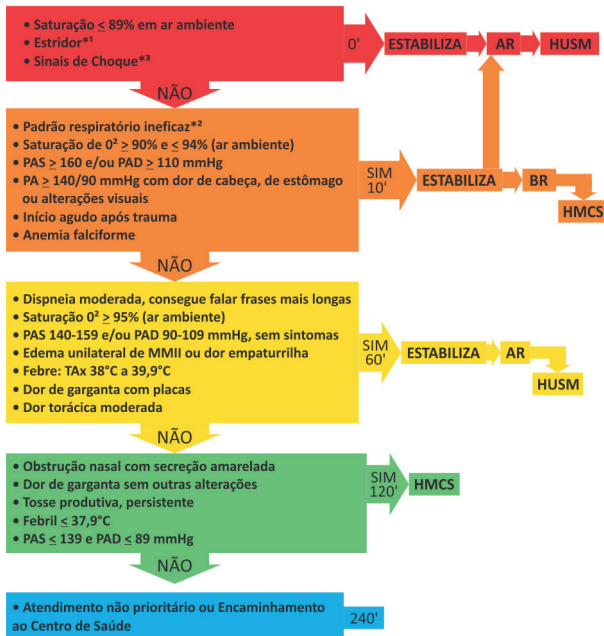 • Saturação ≤ 89% em ar ambiente
• Estridor*¹
• Sinais de Choque*³
0'
ESTABILIZA
AR
HUSM
NÃO
• Padrão respiratório ineficaz*²
• Saturação de 0² ≥ 90% e ≤ 94% (ar ambiente)
• PAS ≥ 160 e/ou PAD ≥ 110 mmHg
• PA ≥ 140/90 mmHg com dor de cabeça, de estômago
ou alterações visuais
• Início agudo após trauma
• Anemia falciforme
SIM
10'
ESTABILIZA
BR
HMCS
NÃO
• Dispneia moderada, consegue falar frases mais longas
• Saturação 0² ≥ 95% (ar ambiente)
• PAS 140-159 e/ou PAD 90-109 mmHg, sem sintomas
• Edema unilateral de MMII ou dor empaturrilha
• Febre: TAx 38°C a 39,9°C
• Dor de garganta com placas
• Dor torácica moderada
SIM
60'
ESTABILIZA
AR
HUSM
NÃO
• Obstrução nasal com secreção amarelada
• Dor de garganta sem outras alterações
• Tosse produtiva, persistente
• Febril ≤ 37,9°C
• PAS ≤ 139 e PAD ≤ 89 mmHg
SIM
120'
HMCS
NÃO
• Atendimento não prioritário ou Encaminhamento
ao Centro de Saúde
240'